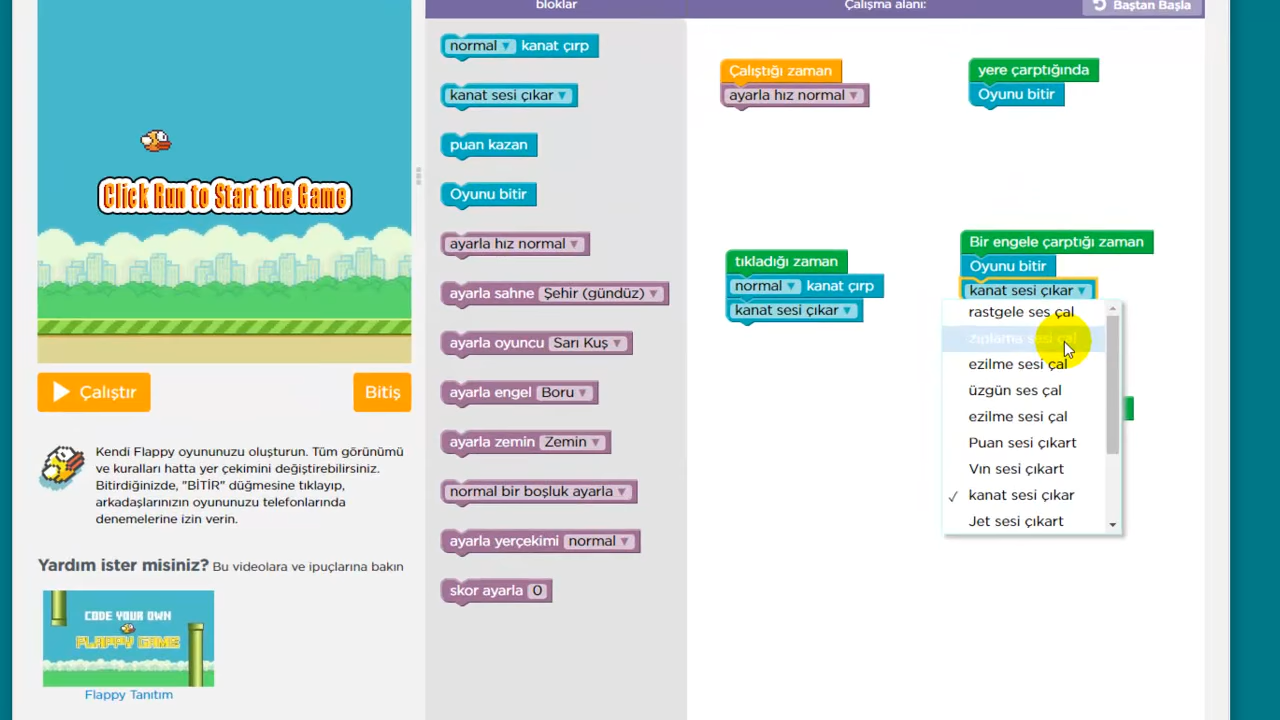 bloklar
Çalışma alanı:
Baştan Başla
Click Run to Start the Game
Çalıştır
Bitiş
Kendi Flappy oyununuzu oluşturun. Tüm görünümü
ve kuralları hatta yer çekimini değiştirebilirsiniz.
Bitirdiğinizde, "BİTİR" düğmesine tıklayıp,
arkadaşlarınızın oyununuzu telefonlarında
denemelerine izin verin.
Yardım ister misiniz? Bu videolara ve ipuçlarına bakın
CODE YOUR OWN
FLAPPY GAME
Flappy Tanıtım
normal kanat çırp
kanat sesi çıkar
puan kazan
Oyunu bitir
ayarla hız normal
ayarla sahne Şehir (gündüz)
ayarla oyuncu Sarı Kuş
ayarla engel Boru
ayarla zemin Zemin
normal bir boşluk ayarla
ayarla yerçekimi normal
skor ayarla 0
Çalıştığı zaman
ayarla hız normal
yere çarptığında
Oyunu bitir
tıkladığı zaman
normal kanat çırp
kanat sesi çıkar
Bir engele çarptığı zaman
Oyunu bitir
kanat sesi çıkar
rastgele ses çal
zıplama sesi çal
ezilme sesi çal
üzgün ses çal
ezilme sesi çal
Puan sesi çıkart
Vın sesi çıkart
kanat sesi çıkar
Jet sesi çıkart